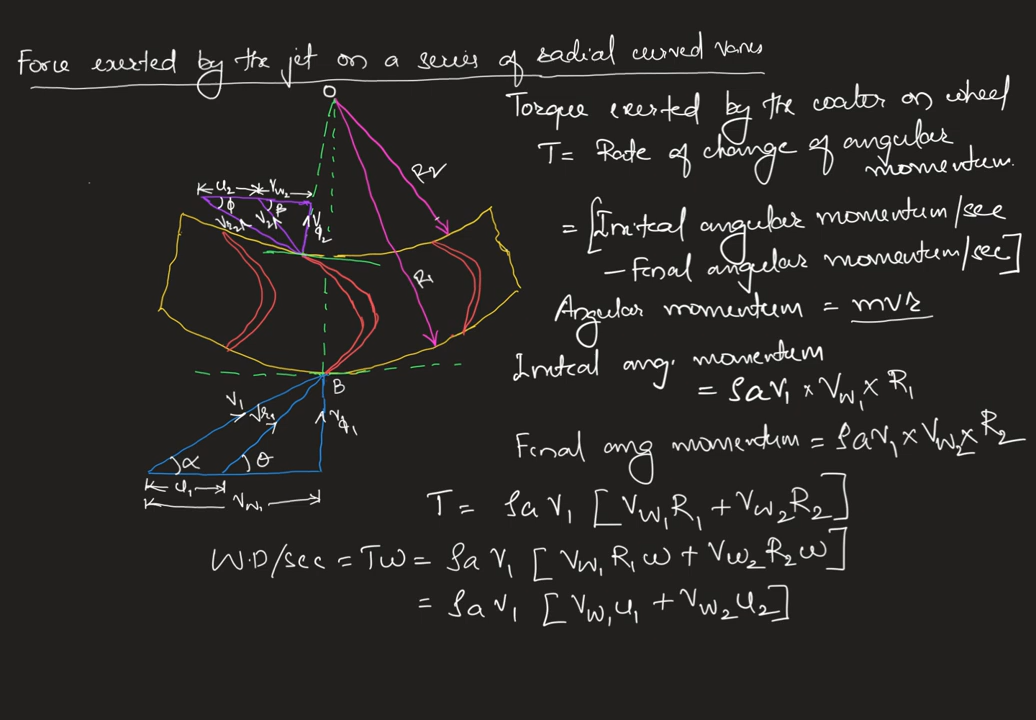 Force exerted by the jet on a series of radial curved vanes
O
Torque exerted by the water on wheel
T = Rate of change of angular momentum.
= [Initial angular momentum/sec
- Final angular momentum/sec]
Angular momentum = mvr
Initial ang. momentum
= ρav₁ × Vw₁ × R₁
Final ang momentum = ρav₁ × Vw₂ × R₂
T = ρav₁ [Vw₁R₁ + Vw₂R₂]
W.D/sec = Tω = ρav₁ [Vw₁R₁ω + Vw₂R₂ω]
= ρav₁ [Vw₁u₁ + Vw₂u₂]
R₂
R₁
u₂ Vw₂
φ β
Vr₂ V₂ Vf₂
B
V₁ Vr₁ Vf₁
α θ
u₁
Vw₁